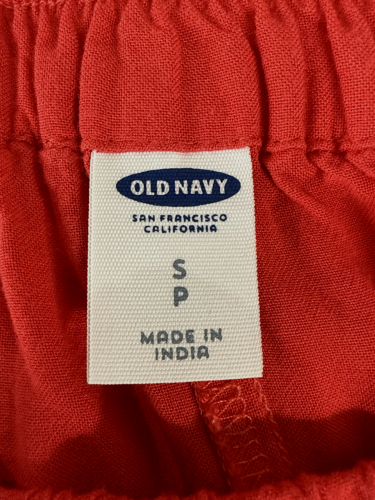 OLD NAVY
SAN FRANCISCO
CALIFORNIA
S
P
MADE IN
INDIA